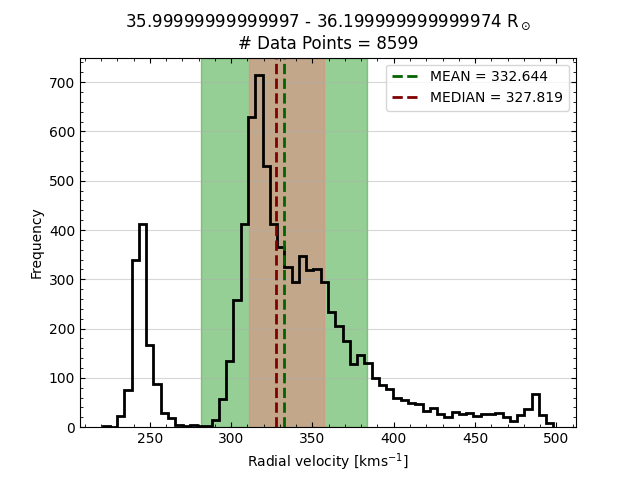 35.99999999999997 - 36.199999999999974 R☉
# Data Points = 8599
MEAN = 332.644
MEDIAN = 327.819
700
600
500
400
300
200
100
0
Frequency
250 300 350 400 450 500
Radial velocity [kms⁻¹]